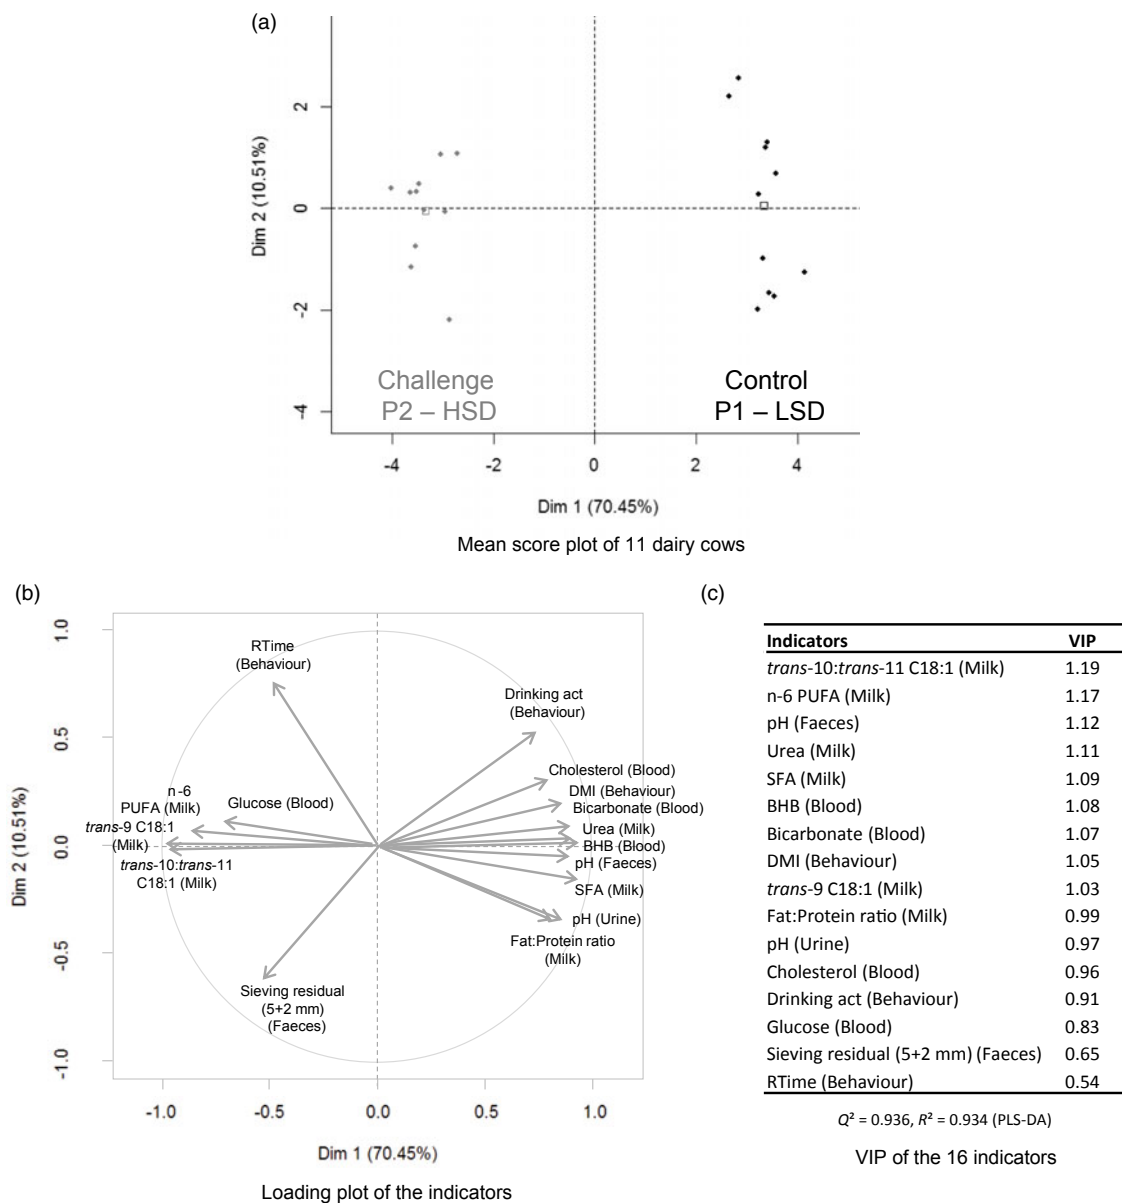 (a)
2
0
-2
-4
Dim 2 (10.51%)
Challenge
P2 – HSD
Control
P1 – LSD
-4
-2
0
2
4
Dim 1 (70.45%)
Mean score plot of 11 dairy cows
(b)
1.0
0.5
0.0
-0.5
-1.0
Dim 2 (10.51%)
RTime
(Behaviour)
Drinking act
(Behaviour)
Cholesterol (Blood)
DMI (Behaviour)
Bicarbonate (Blood)
Urea (Milk)
BHB (Blood)
pH (Faeces)
SFA (Milk)
pH (Urine)
Fat:Protein ratio
(Milk)
n-6
PUFA (Milk)
Glucose (Blood)
trans-9 C18:1
(Milk)
trans-10:trans-11
C18:1 (Milk)
Sieving residual
(5+2 mm)
(Faeces)
-1.0
-0.5
0.0
0.5
1.0
Dim 1 (70.45%)
Loading plot of the indicators
(c)
Indicators VIP
trans-10:trans-11 C18:1 (Milk) 1.19
n-6 PUFA (Milk) 1.17
pH (Faeces) 1.12
Urea (Milk) 1.11
SFA (Milk) 1.09
BHB (Blood) 1.08
Bicarbonate (Blood) 1.07
DMI (Behaviour) 1.05
trans-9 C18:1 (Milk) 1.03
Fat:Protein ratio (Milk) 0.99
pH (Urine) 0.97
Cholesterol (Blood) 0.96
Drinking act (Behaviour) 0.91
Glucose (Blood) 0.83
Sieving residual (5+2 mm) (Faeces) 0.65
RTime (Behaviour) 0.54
Q² = 0.936, R² = 0.934 (PLS-DA)
VIP of the 16 indicators